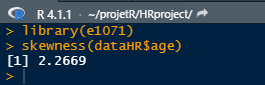 R 4.1.1 · ~/projetR/HRproject/
> library(e1071)
> skewness(dataHR$age)
[1] 2.2669
>